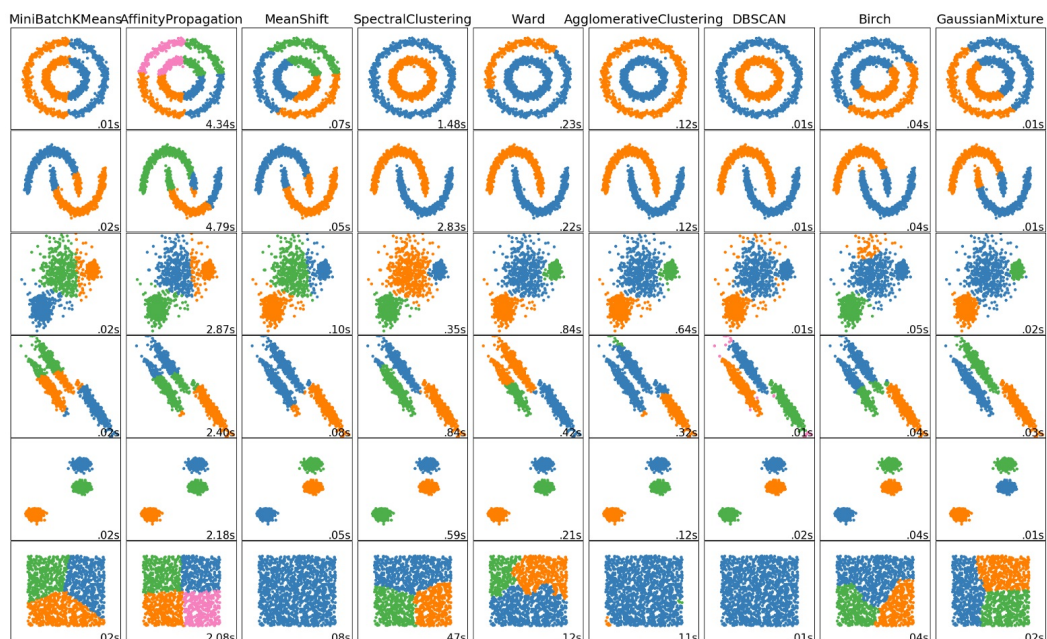 MiniBatchKMeans AffinityPropagation MeanShift SpectralClustering Ward AgglomerativeClustering DBSCAN Birch GaussianMixture
.01s 4.34s .07s 1.48s .23s .12s .01s .04s .01s
.02s 4.79s .05s 2.83s .22s .12s .01s .04s .01s
.02s 2.87s .10s .35s .84s .64s .01s .05s .02s
.02s 2.40s .08s .84s .42s .32s .01s .04s .03s
.02s 2.18s .05s .59s .21s .12s .02s .04s .01s
.02s 2.08s .08s .47s .12s .11s .01s .04s .02s